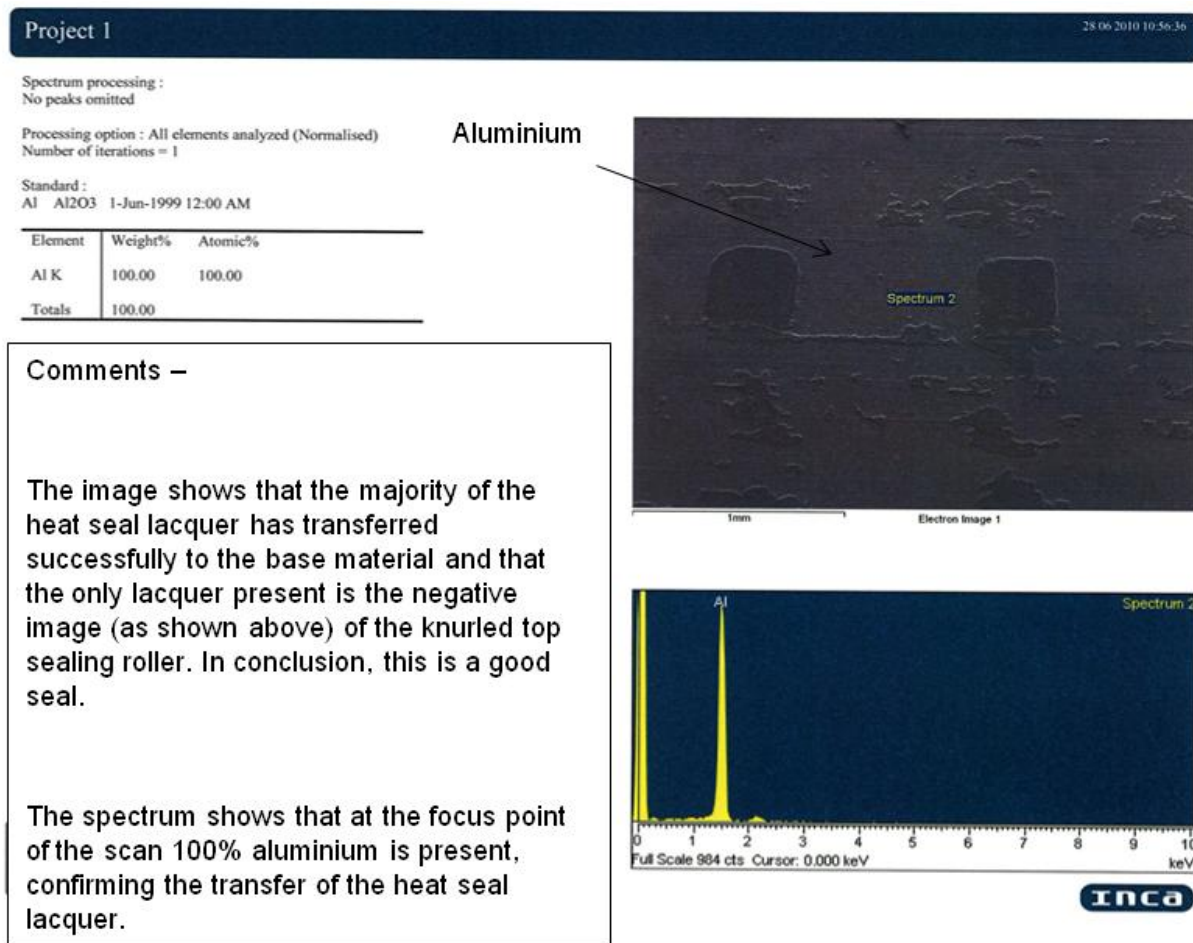 Project 1
28 06 2010 10:56:36
Spectrum processing :
No peaks omitted
Processing option : All elements analyzed (Normalised)
Number of iterations = 1
Standard :
Al Al2O3 1-Jun-1999 12:00 AM
Element Weight% Atomic%
Al K 100.00 100.00
Totals 100.00
Aluminium
Spectrum 2
1mm
Electron Image 1
Comments –
The image shows that the majority of the
heat seal lacquer has transferred
successfully to the base material and that
the only lacquer present is the negative
image (as shown above) of the knurled top
sealing roller. In conclusion, this is a good
seal.
The spectrum shows that at the focus point
of the scan 100% aluminium is present,
confirming the transfer of the heat seal
lacquer.
Al
Spectrum 2
0 1 2 3 4 5 6 7 8 9 10
Full Scale 984 cts Cursor: 0.000 keV
keV
INCA